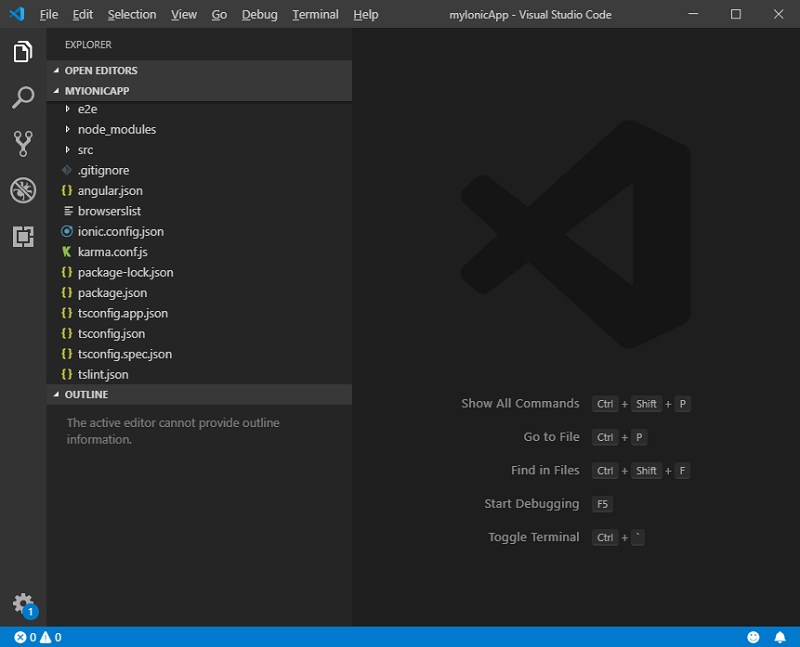 File Edit Selection View Go Debug Terminal Help myIonicApp - Visual Studio Code
EXPLORER
OPEN EDITORS
MYIONICAPP
e2e
node_modules
src
.gitignore
angular.json
browserslist
ionic.config.json
karma.conf.js
package-lock.json
package.json
tsconfig.app.json
tsconfig.json
tsconfig.spec.json
tslint.json
OUTLINE
The active editor cannot provide outline
information.
Show All Commands Ctrl + Shift + P
Go to File Ctrl + P
Find in Files Ctrl + Shift + F
Start Debugging F5
Toggle Terminal Ctrl + `
1
0 0